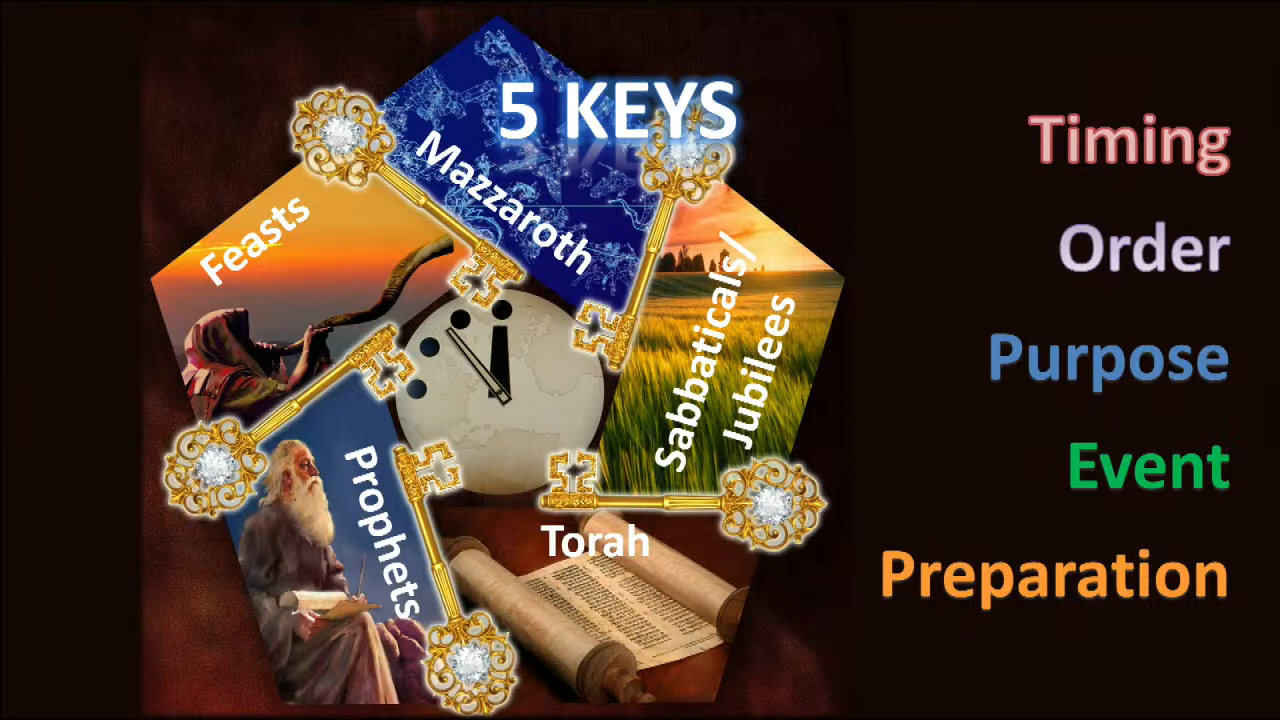 5 KEYS
Mazzaroth
Feasts
Sabbaticals/
Jubilees
Prophets
Torah
Timing
Order
Purpose
Event
Preparation